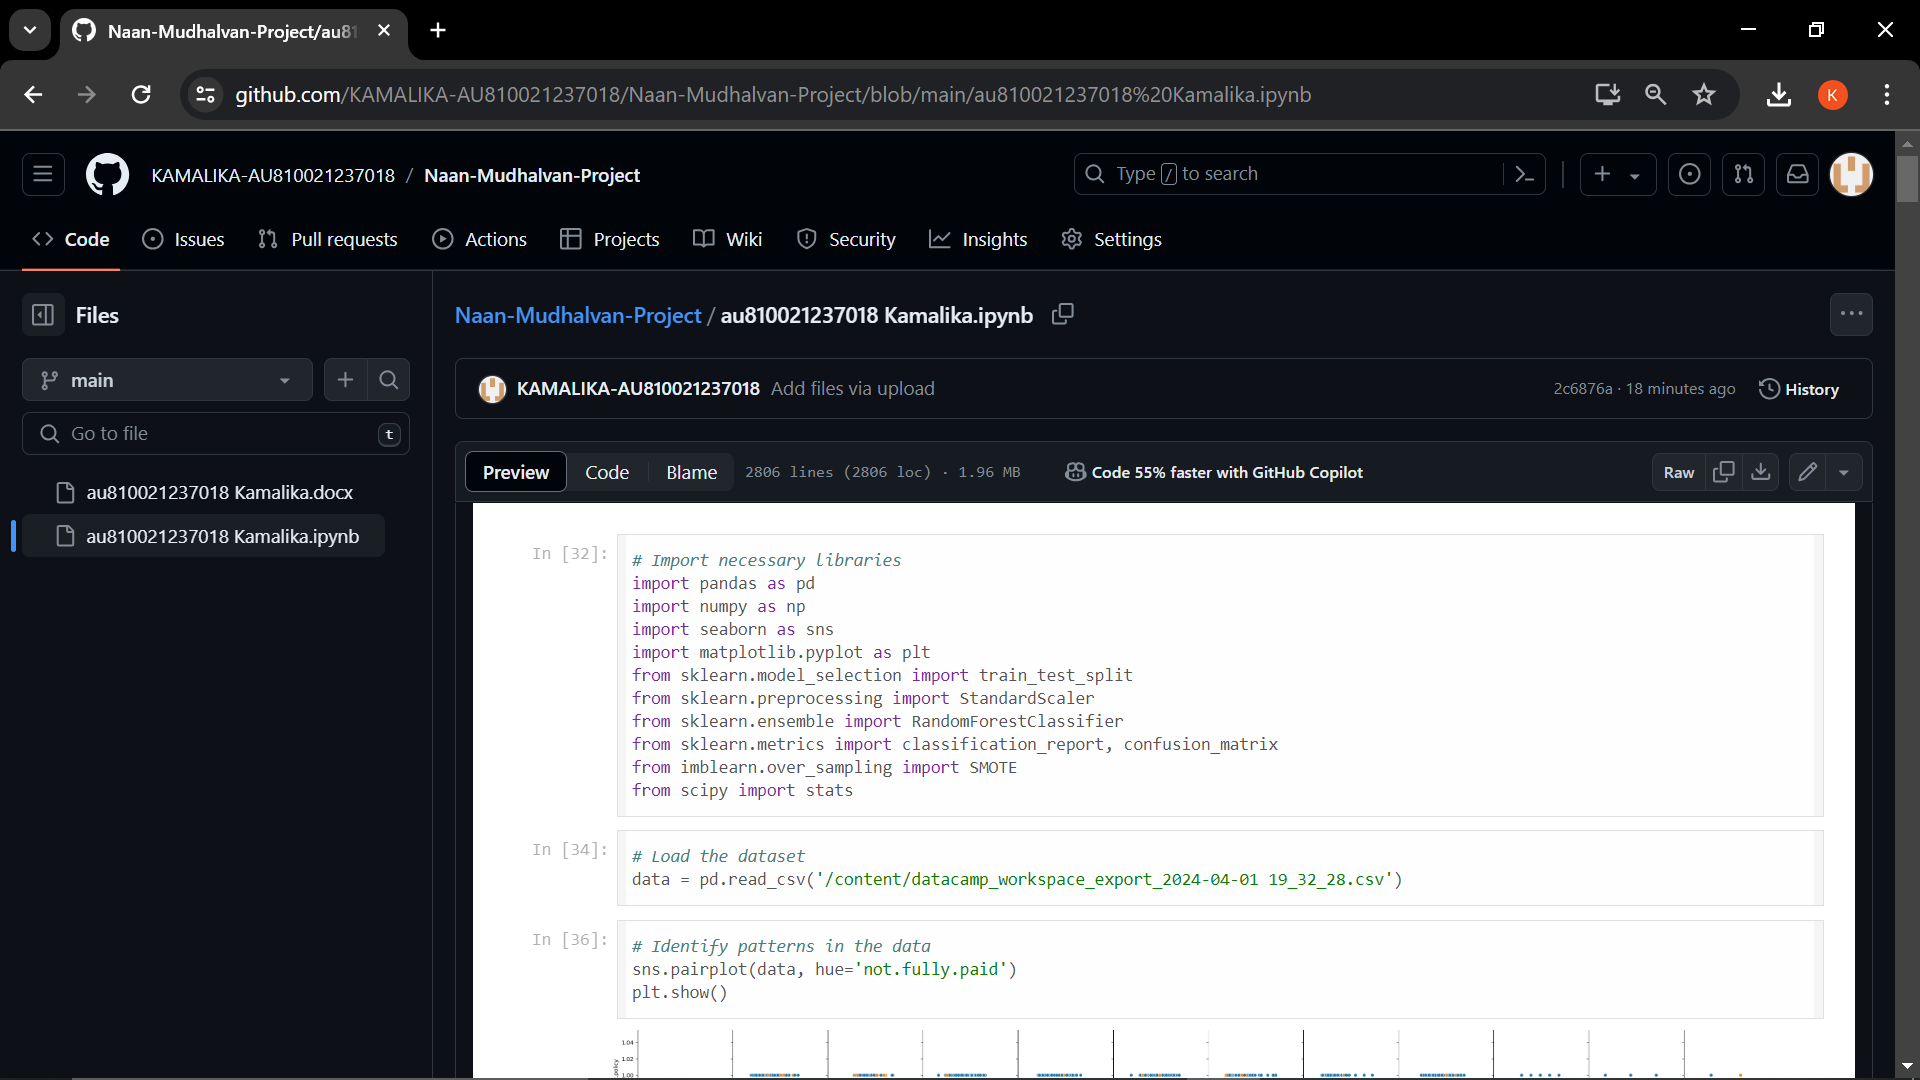 Naan-Mudhalvan-Project/au81
github.com/KAMALIKA-AU810021237018/Naan-Mudhalvan-Project/blob/main/au810021237018%20Kamalika.ipynb
K
KAMALIKA-AU810021237018 / Naan-Mudhalvan-Project
Type / to search
Code Issues Pull requests Actions Projects Wiki Security Insights Settings
Files
Naan-Mudhalvan-Project / au810021237018 Kamalika.ipynb
main
KAMALIKA-AU810021237018 Add files via upload
2c6876a · 18 minutes ago History
Go to file t
Preview Code Blame 2806 lines (2806 loc) · 1.96 MB Code 55% faster with GitHub Copilot Raw
au810021237018 Kamalika.docx
au810021237018 Kamalika.ipynb
In [32]:
# Import necessary libraries
import pandas as pd
import numpy as np
import seaborn as sns
import matplotlib.pyplot as plt
from sklearn.model_selection import train_test_split
from sklearn.preprocessing import StandardScaler
from sklearn.ensemble import RandomForestClassifier
from sklearn.metrics import classification_report, confusion_matrix
from imblearn.over_sampling import SMOTE
from scipy import stats
In [34]:
# Load the dataset
data = pd.read_csv('/content/datacamp_workspace_export_2024-04-01 19_32_28.csv')
In [36]:
# Identify patterns in the data
sns.pairplot(data, hue='not.fully.paid')
plt.show()
1.04
1.02
1.00